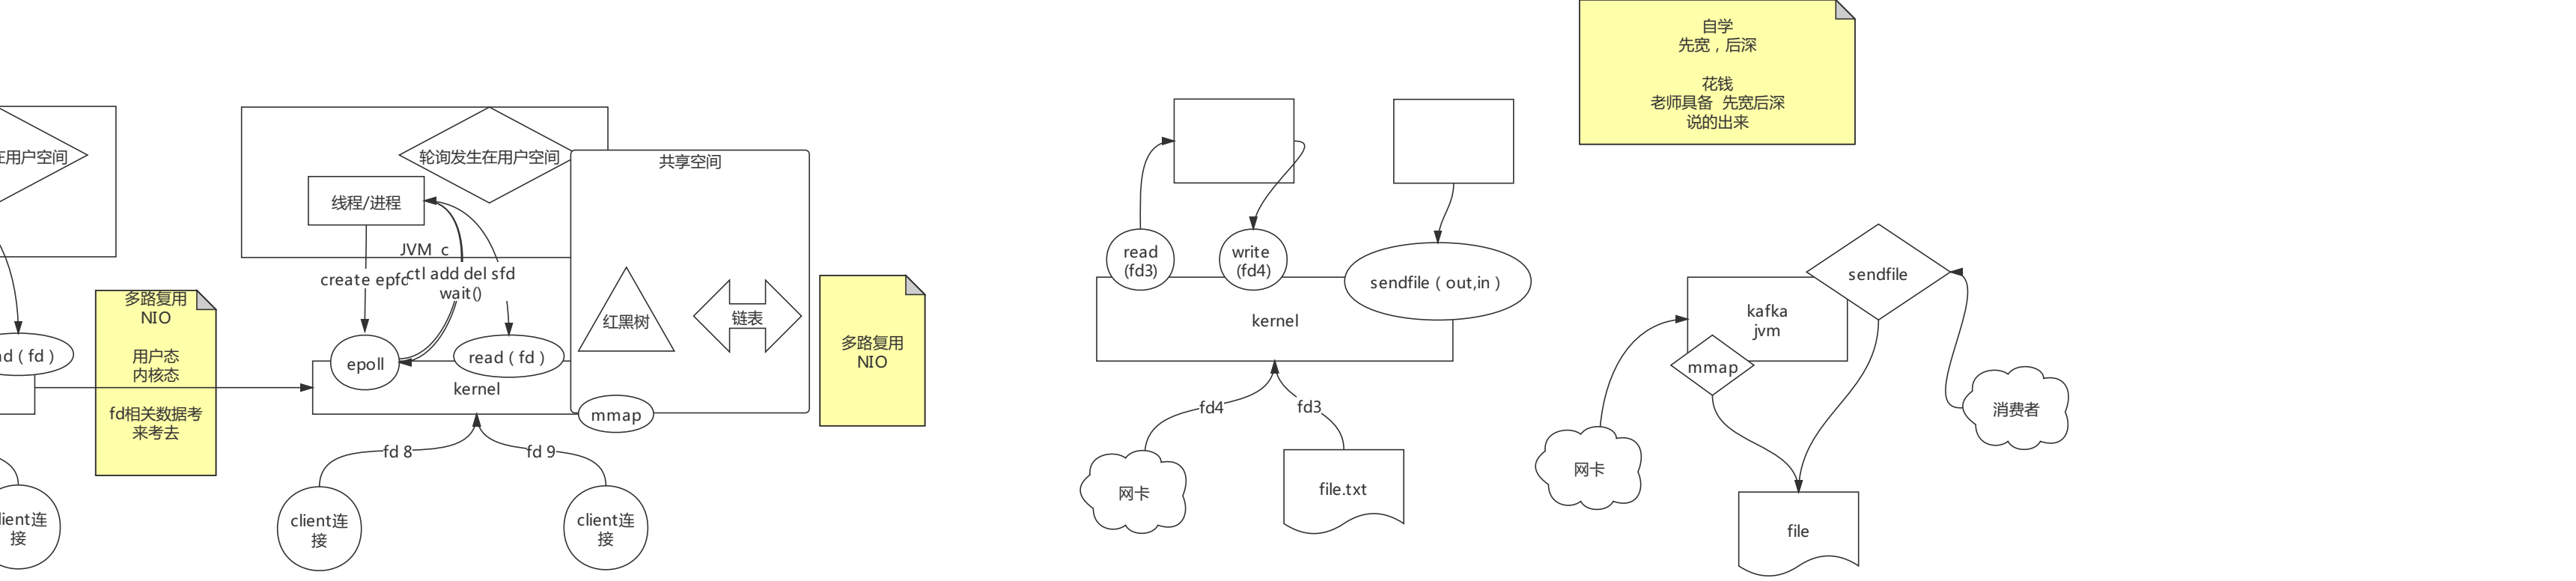 在用户空间
ad ( fd )
lient连
接
多路复用
NIO
用户态
内核态
fd相关数据考
来考去
轮询发生在用户空间
线程/进程
JVM c
create epfc
ctl add del sfd
wait()
epoll
read ( fd )
kernel
共享空间
红黑树
链表
mmap
fd 8
fd 9
client连
接
client连
接
多路复用
NIO
read
(fd3)
write
(fd4)
sendfile ( out,in )
kernel
fd4
fd3
网卡
file.txt
自学
先宽，后深
花钱
老师具备 先宽后深
说的出来
sendfile
kafka
jvm
mmap
网卡
消费者
file